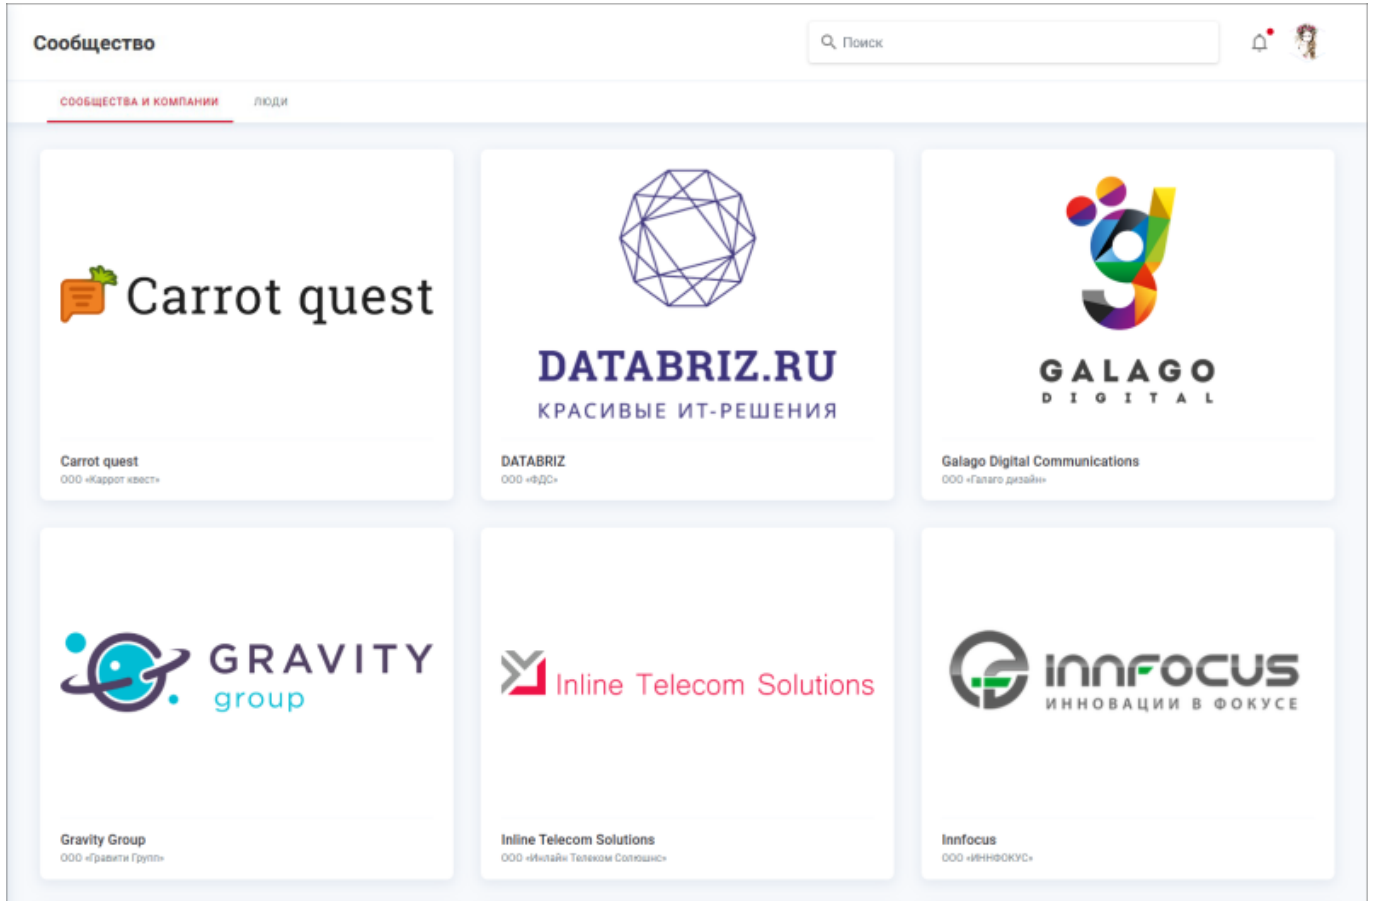 Сообщество
Поиск
СООБЩЕСТВА И КОМПАНИИ
ЛЮДИ
Carrot quest
Carrot quest
ООО «Каррот квест»
DATABRIZ.RU
КРАСИВЫЕ ИТ-РЕШЕНИЯ
DATABRIZ
ООО «ФДС»
GALAGO
DIGITAL
Galago Digital Communications
ООО «Галаго дизайн»
GRAVITY
group
Gravity Group
ООО «Гравити Групп»
Inline Telecom Solutions
Inline Telecom Solutions
ООО «Инлайн Телеком Солюшнс»
INNFOCUS
ИННОВАЦИИ В ФОКУСЕ
Innfocus
ООО «ИННФОКУС»